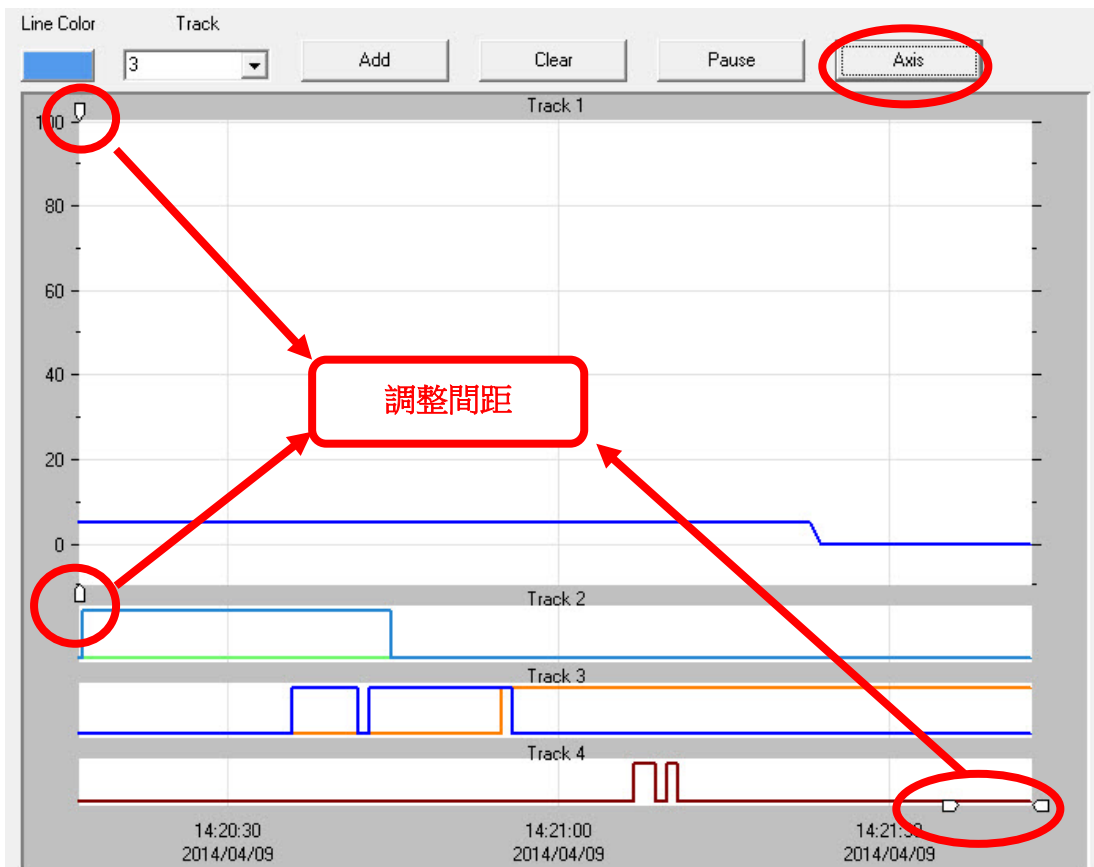 Line Color Track
3 Add Clear Pause Axis
Track 1
100
80
60
40
調整間距
20
0
Track 2
Track 3
Track 4
14:20:30 14:21:00
2014/04/09 2014/04/09 2014/04/09